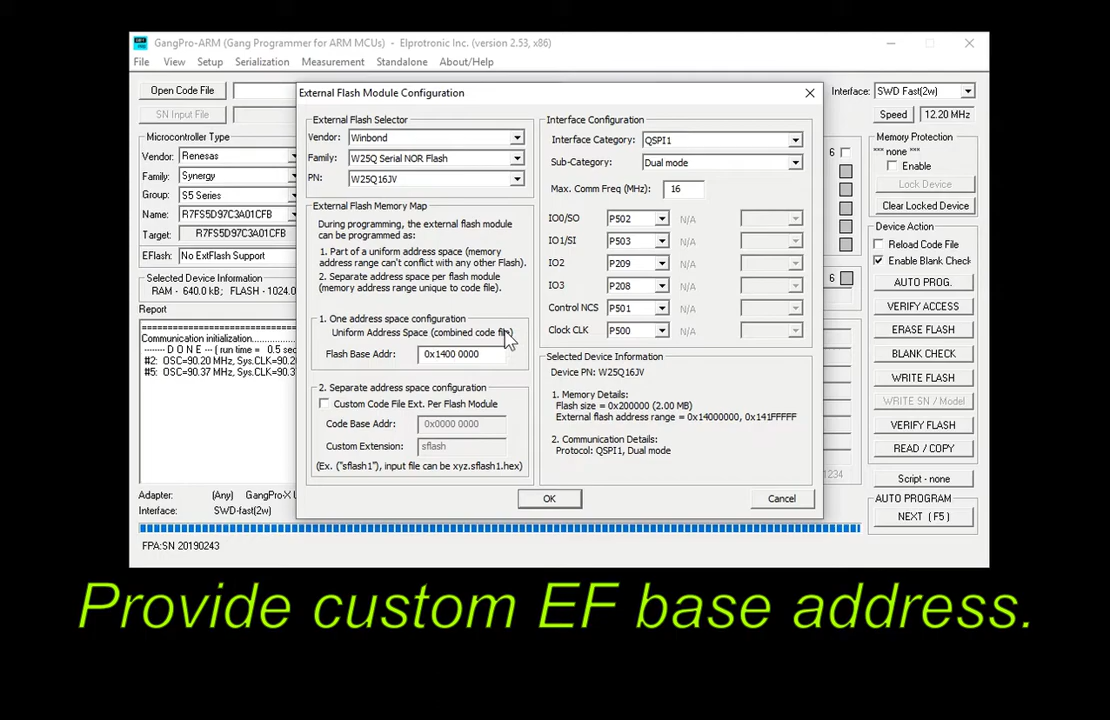 GangPro-ARM (Gang Programmer for ARM MCUs) - Elprotronic Inc. (version 2.53, x86)
File View Setup Serialization Measurement Standalone About/Help
Open Code File
SN Input File
Microcontroller Type
Vendor: Renesas
Family: Synergy
Group: S5 Series
Name: R7FS5D97C3A01CFB
Target: R7FS5D97C3A01CFB
EFlash: No ExtFlash Support
Selected Device Information
RAM - 640.0 kB; FLASH - 1024.0
Report
Communication initialization..........
-------- D O N E --- ( run time = 0.5 sec
#2: OSC=90.20 MHz, Sys.CLK=90.20
#5: OSC=90.37 MHz, Sys.CLK=90.37
Adapter: (Any) GangPro-X U
Interface: SWD-fast(2w)
FPA:SN 20190243
External Flash Module Configuration
External Flash Selector
Vendor: Winbond
Family: W25Q Serial NOR Flash
PN: W25Q16JV
External Flash Memory Map
During programming, the external flash module
can be programmed as:
1. Part of a uniform address space (memory
address range can't conflict with any other Flash).
2. Separate address space per flash module
(memory address range unique to code file).
1. One address space configuration
Uniform Address Space (combined code file)
Flash Base Addr: 0x1400 0000
2. Separate address space configuration
Custom Code File Ext. Per Flash Module
Code Base Addr: 0x0000 0000
Custom Extension: sflash
(Ex. ("sflash1"), input file can be xyz.sflash1.hex)
Interface Configuration
Interface Category: QSPI1
Sub-Category: Dual mode
Max. Comm Freq (MHz): 16
IO0/SO P502 N/A
IO1/SI P503 N/A
IO2 P209 N/A
IO3 P208 N/A
Control NCS P501 N/A
Clock CLK P500 N/A
Selected Device Information
Device PN: W25Q16JV
1. Memory Details:
Flash size = 0x200000 (2.00 MB)
External flash address range = 0x14000000, 0x141FFFFF
2. Communication Details:
Protocol: QSPI1, Dual mode
OK
Cancel
Interface: SWD Fast(2w)
Speed 12.20 MHz
6
6
1234
Memory Protection
*** none ***
Enable
Lock Device
Clear Locked Device
Device Action
Reload Code File
Enable Blank Check
AUTO PROG.
VERIFY ACCESS
ERASE FLASH
BLANK CHECK
WRITE FLASH
WRITE SN / Model
VERIFY FLASH
READ / COPY
Script - none
AUTO PROGRAM
NEXT ( F5 )
Provide custom EF base address.